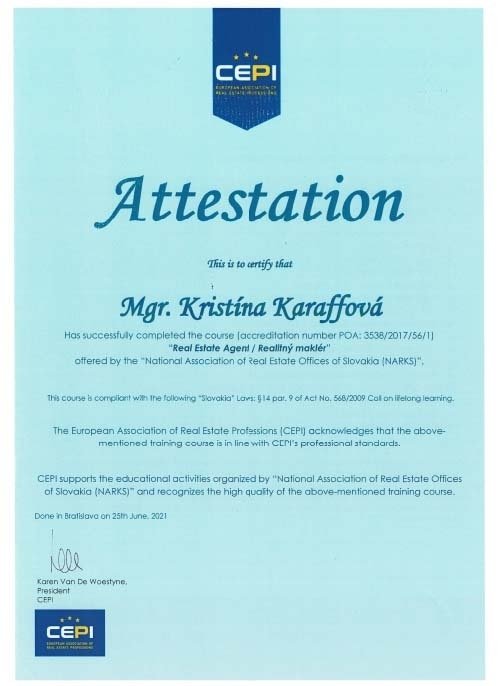 CEPI
EUROPEAN ASSOCIATION OF
REAL ESTATE PROFESSIONS
Attestation
This is to certify that
Mgr. Kristína Karaffová
Has successfully completed the course (accreditation number POA: 3538/2017/56/1)
"Real Estate Agent / Realitný maklér"
offered by the "National Association of Real Estate Offices of Slovakia (NARKS)".
This course is compliant with the following "Slovakia" Laws: §14 par. 9 of Act No. 568/2009 Coll on lifelong learning.
The European Association of Real Estate Professions (CEPI) acknowledges that the above-
mentioned training course is in line with CEPI's professional standards.
CEPI supports the educational activities organized by "National Association of Real Estate Offices
of Slovakia (NARKS)" and recognizes the high quality of the above-mentioned training course.
Done in Bratislava on 25th June, 2021
Karen Van De Woestyne,
President
CEPI
CEPI
EUROPEAN ASSOCIATION OF
REAL ESTATE PROFESSIONS